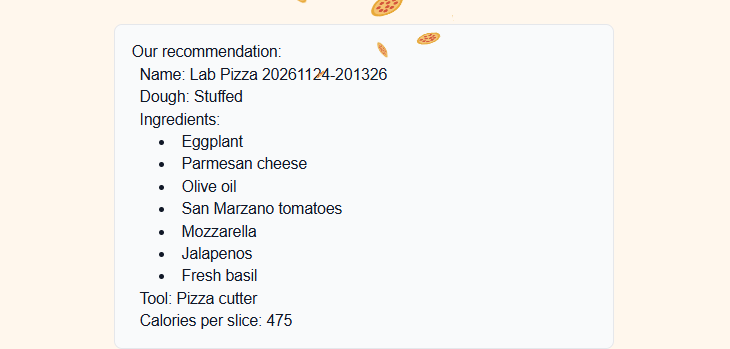 Our recommendation:
Name: Lab Pizza 20261124-201326
Dough: Stuffed
Ingredients:
• Eggplant
• Parmesan cheese
• Olive oil
• San Marzano tomatoes
• Mozzarella
• Jalapenos
• Fresh basil
Tool: Pizza cutter
Calories per slice: 475